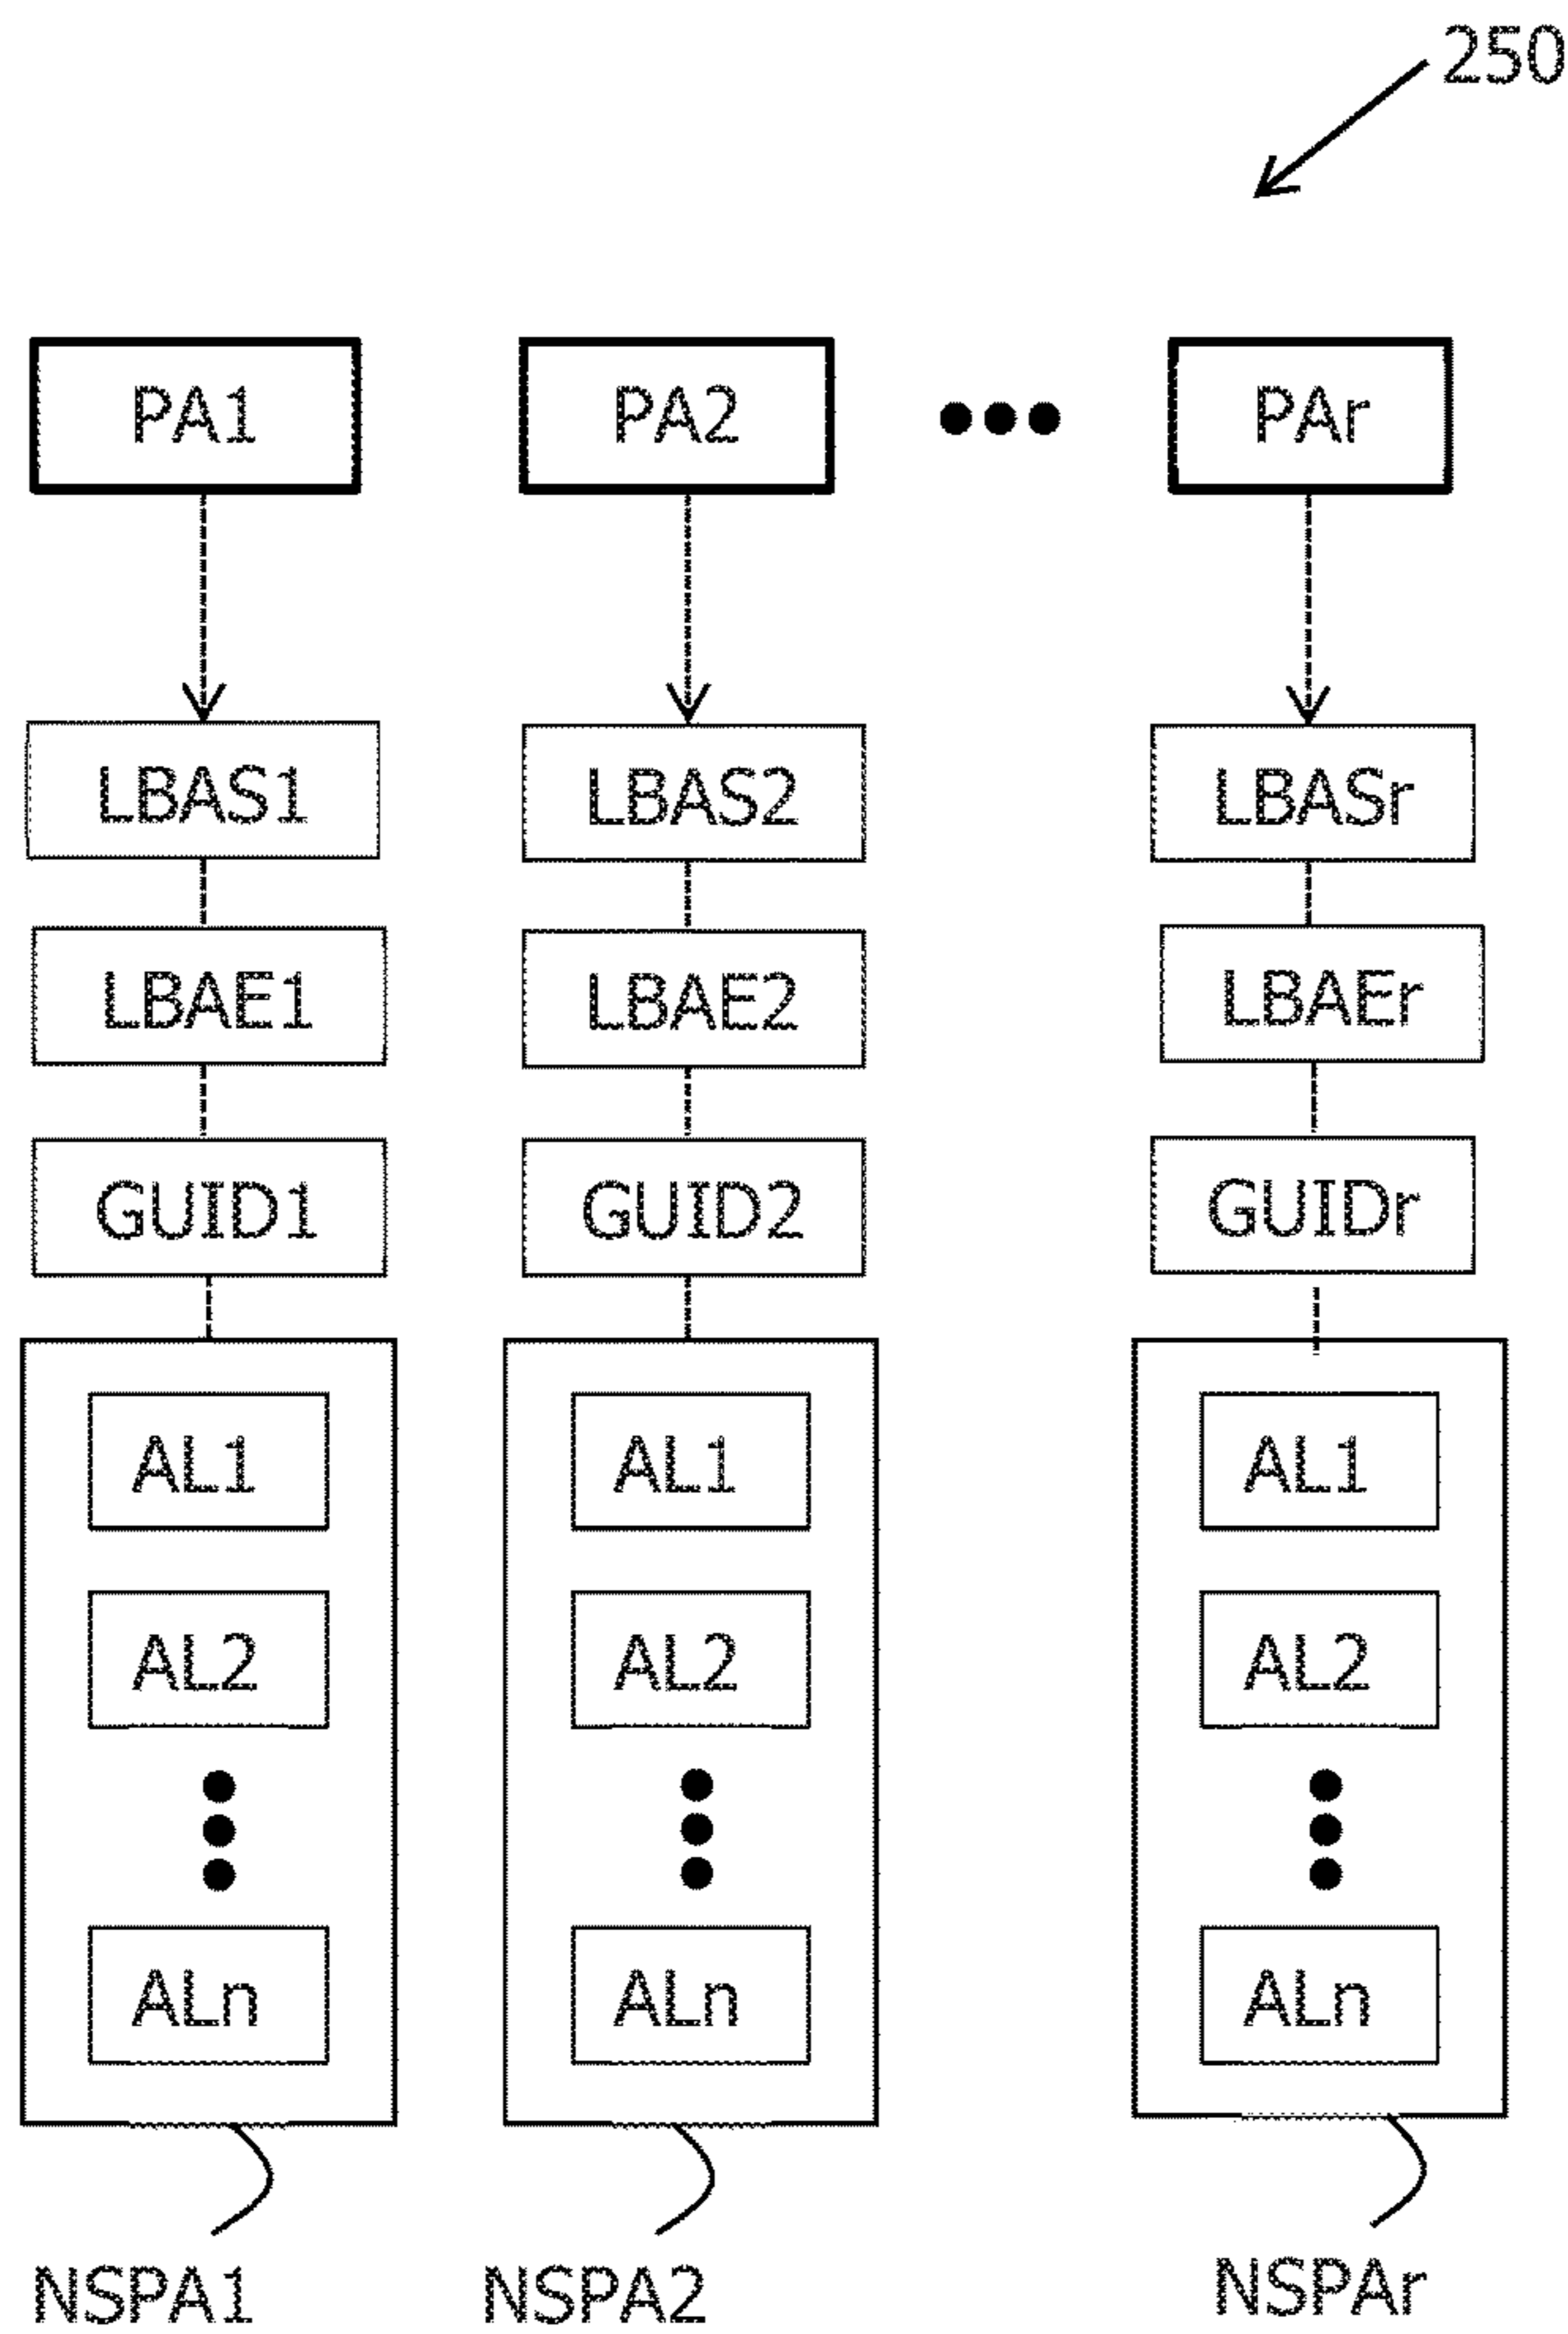 250
PA1 PA2 PAr
LBAS1 LBAS2 LBASr
LBAE1 LBAE2 LBAEr
GUID1 GUID2 GUIDr
AL1 AL1 AL1
AL2 AL2 AL2
ALn ALn ALn
NSPA1 NSPA2 NSPAr